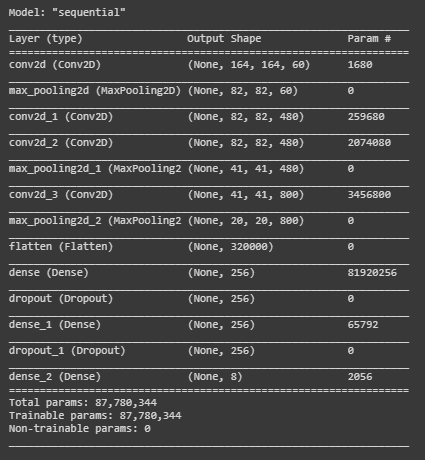 Model: "sequential"
_________________________________________________________________
Layer (type)                 Output Shape              Param #
=================================================================
conv2d (Conv2D)              (None, 164, 164, 60)      1680
_________________________________________________________________
max_pooling2d (MaxPooling2D) (None, 82, 82, 60)        0
_________________________________________________________________
conv2d_1 (Conv2D)            (None, 82, 82, 480)       259680
_________________________________________________________________
conv2d_2 (Conv2D)            (None, 82, 82, 480)       2074080
_________________________________________________________________
max_pooling2d_1 (MaxPooling2 (None, 41, 41, 480)       0
_________________________________________________________________
conv2d_3 (Conv2D)            (None, 41, 41, 800)       3456800
_________________________________________________________________
max_pooling2d_2 (MaxPooling2 (None, 20, 20, 800)       0
_________________________________________________________________
flatten (Flatten)            (None, 320000)            0
_________________________________________________________________
dense (Dense)                (None, 256)               81920256
_________________________________________________________________
dropout (Dropout)            (None, 256)               0
_________________________________________________________________
dense_1 (Dense)              (None, 256)               65792
_________________________________________________________________
dropout_1 (Dropout)          (None, 256)               0
_________________________________________________________________
dense_2 (Dense)              (None, 8)                 2056
=================================================================
Total params: 87,780,344
Trainable params: 87,780,344
Non-trainable params: 0
_________________________________________________________________